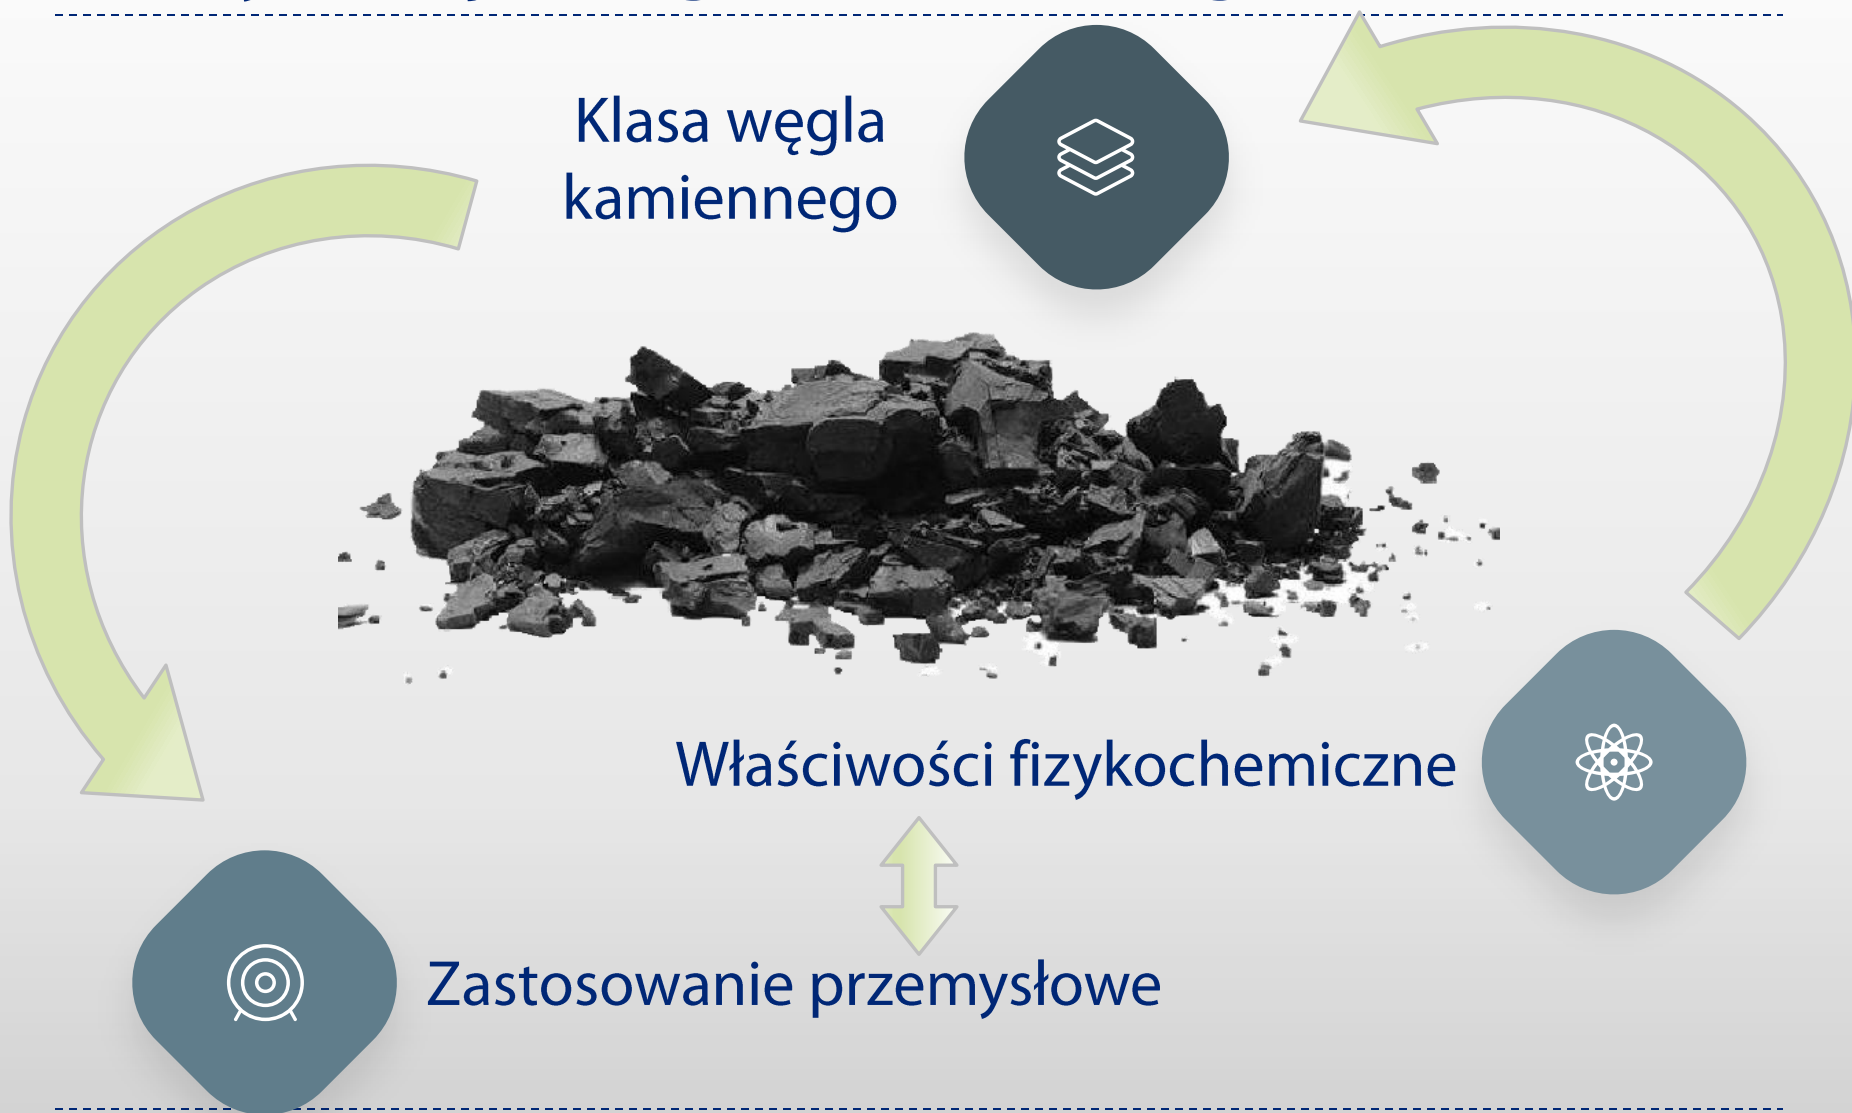 Klasa węgla
kamiennego
Właściwości fizykochemiczne
Zastosowanie przemysłowe